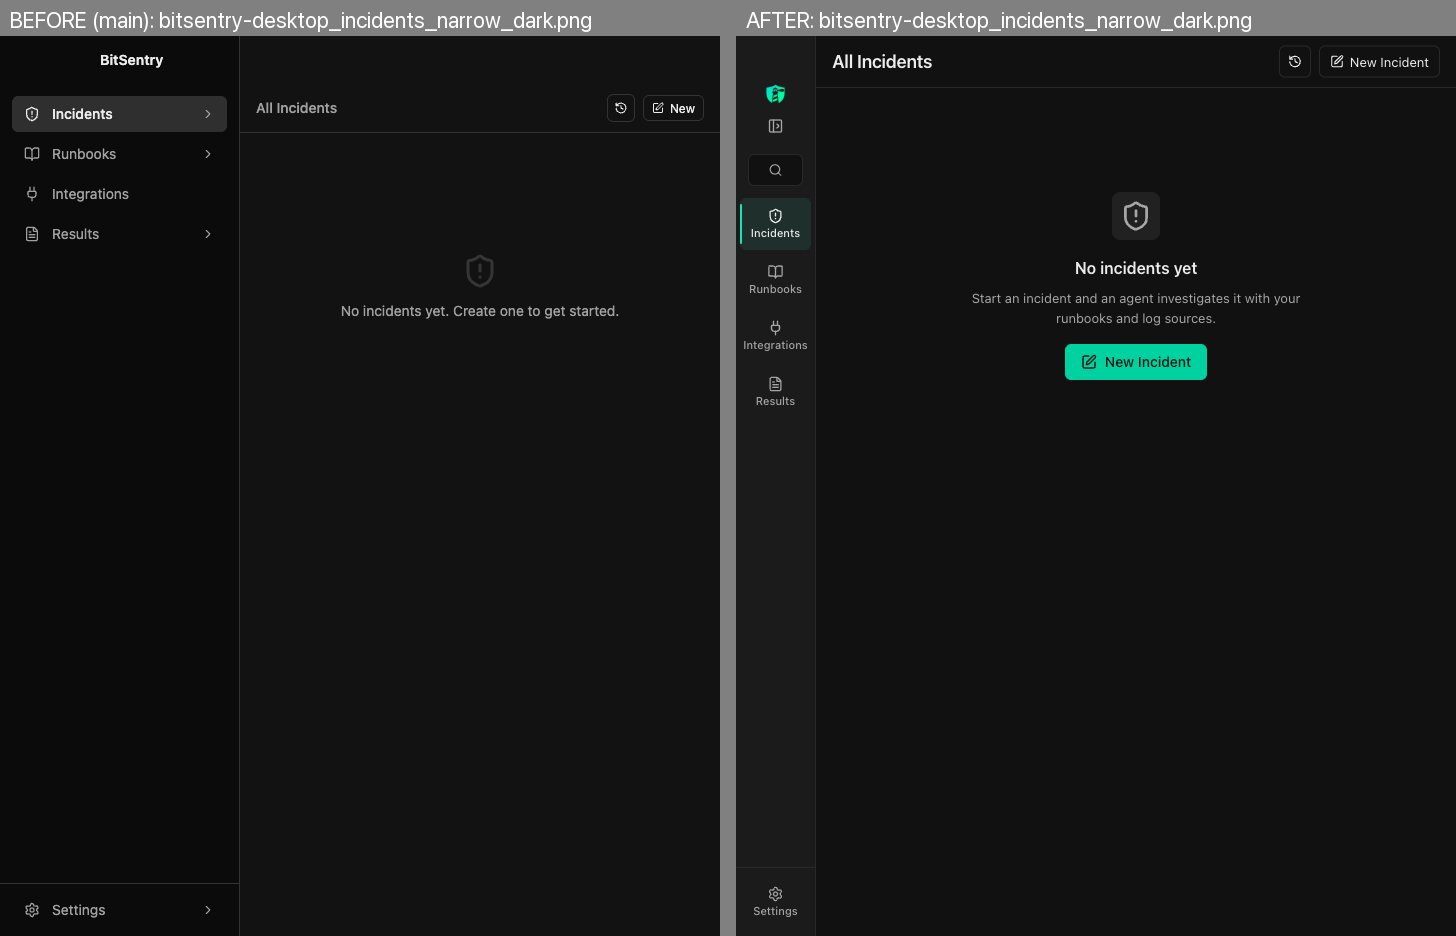 BEFORE (main): bitsentry-desktop_incidents_narrow_dark.png
BitSentry
Incidents
Runbooks
Integrations
Results
Settings
All Incidents
New
No incidents yet. Create one to get started.
AFTER: bitsentry-desktop_incidents_narrow_dark.png
Incidents
Runbooks
Integrations
Results
Settings
All Incidents
New Incident
No incidents yet
Start an incident and an agent investigates it with your
runbooks and log sources.
New Incident